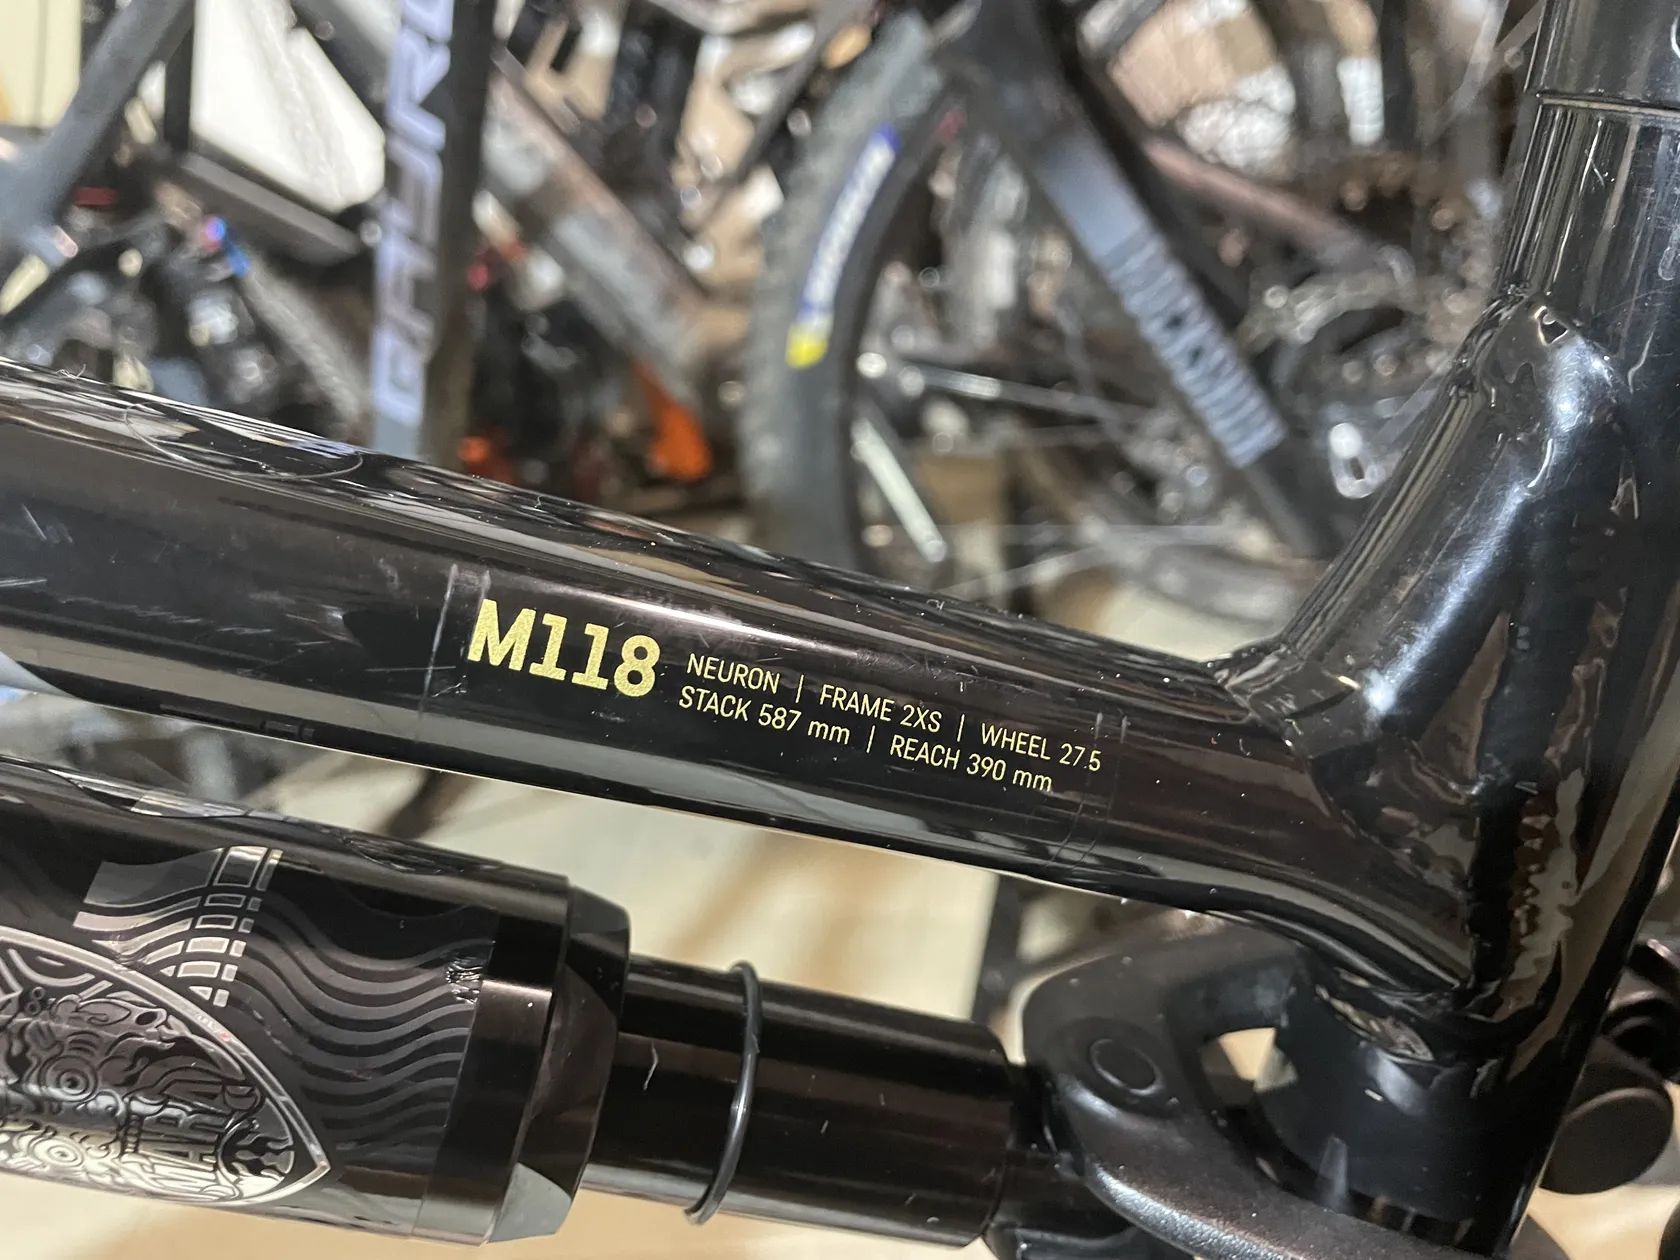 M118
NEURON | FRAME 2XS | WHEEL 27.5
STACK 587 mm | REACH 390 mm